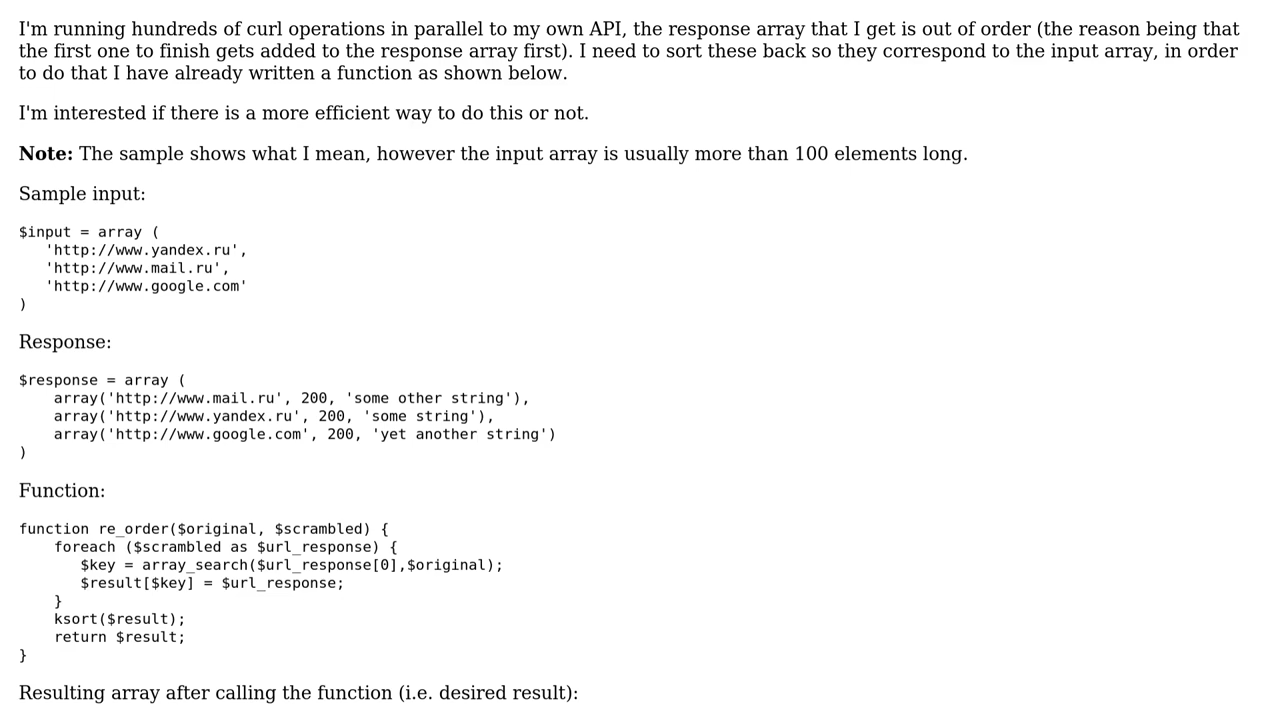 I'm running hundreds of curl operations in parallel to my own API, the response array that I get is out of order (the reason being that
the first one to finish gets added to the response array first). I need to sort these back so they correspond to the input array, in order
to do that I have already written a function as shown below.
I'm interested if there is a more efficient way to do this or not.
Note: The sample shows what I mean, however the input array is usually more than 100 elements long.
Sample input:
$input = array (
   'http://www.yandex.ru',
   'http://www.mail.ru',
   'http://www.google.com'
)
Response:
$response = array (
    array('http://www.mail.ru', 200, 'some other string'),
    array('http://www.yandex.ru', 200, 'some string'),
    array('http://www.google.com', 200, 'yet another string')
)
Function:
function re_order($original, $scrambled) {
    foreach ($scrambled as $url_response) {
       $key = array_search($url_response[0],$original);
       $result[$key] = $url_response;
    }
    ksort($result);
    return $result;
}
Resulting array after calling the function (i.e. desired result):